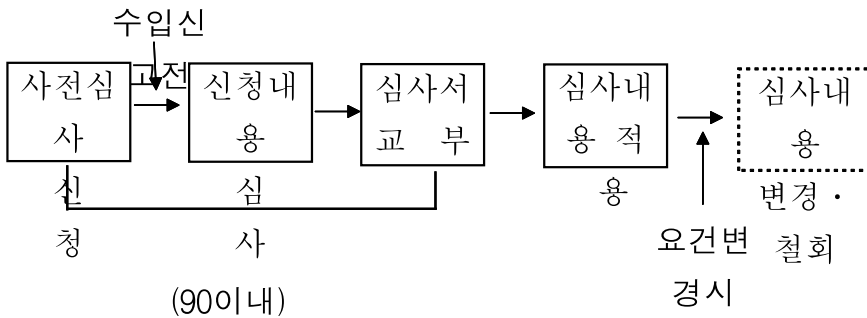 수입신
고전
사전심
사
신
청
신청내
용
심
사
심사서
교 부
심사내
용 적
용
심사내
용
변경·
철회
요건변
경시
(90이내)